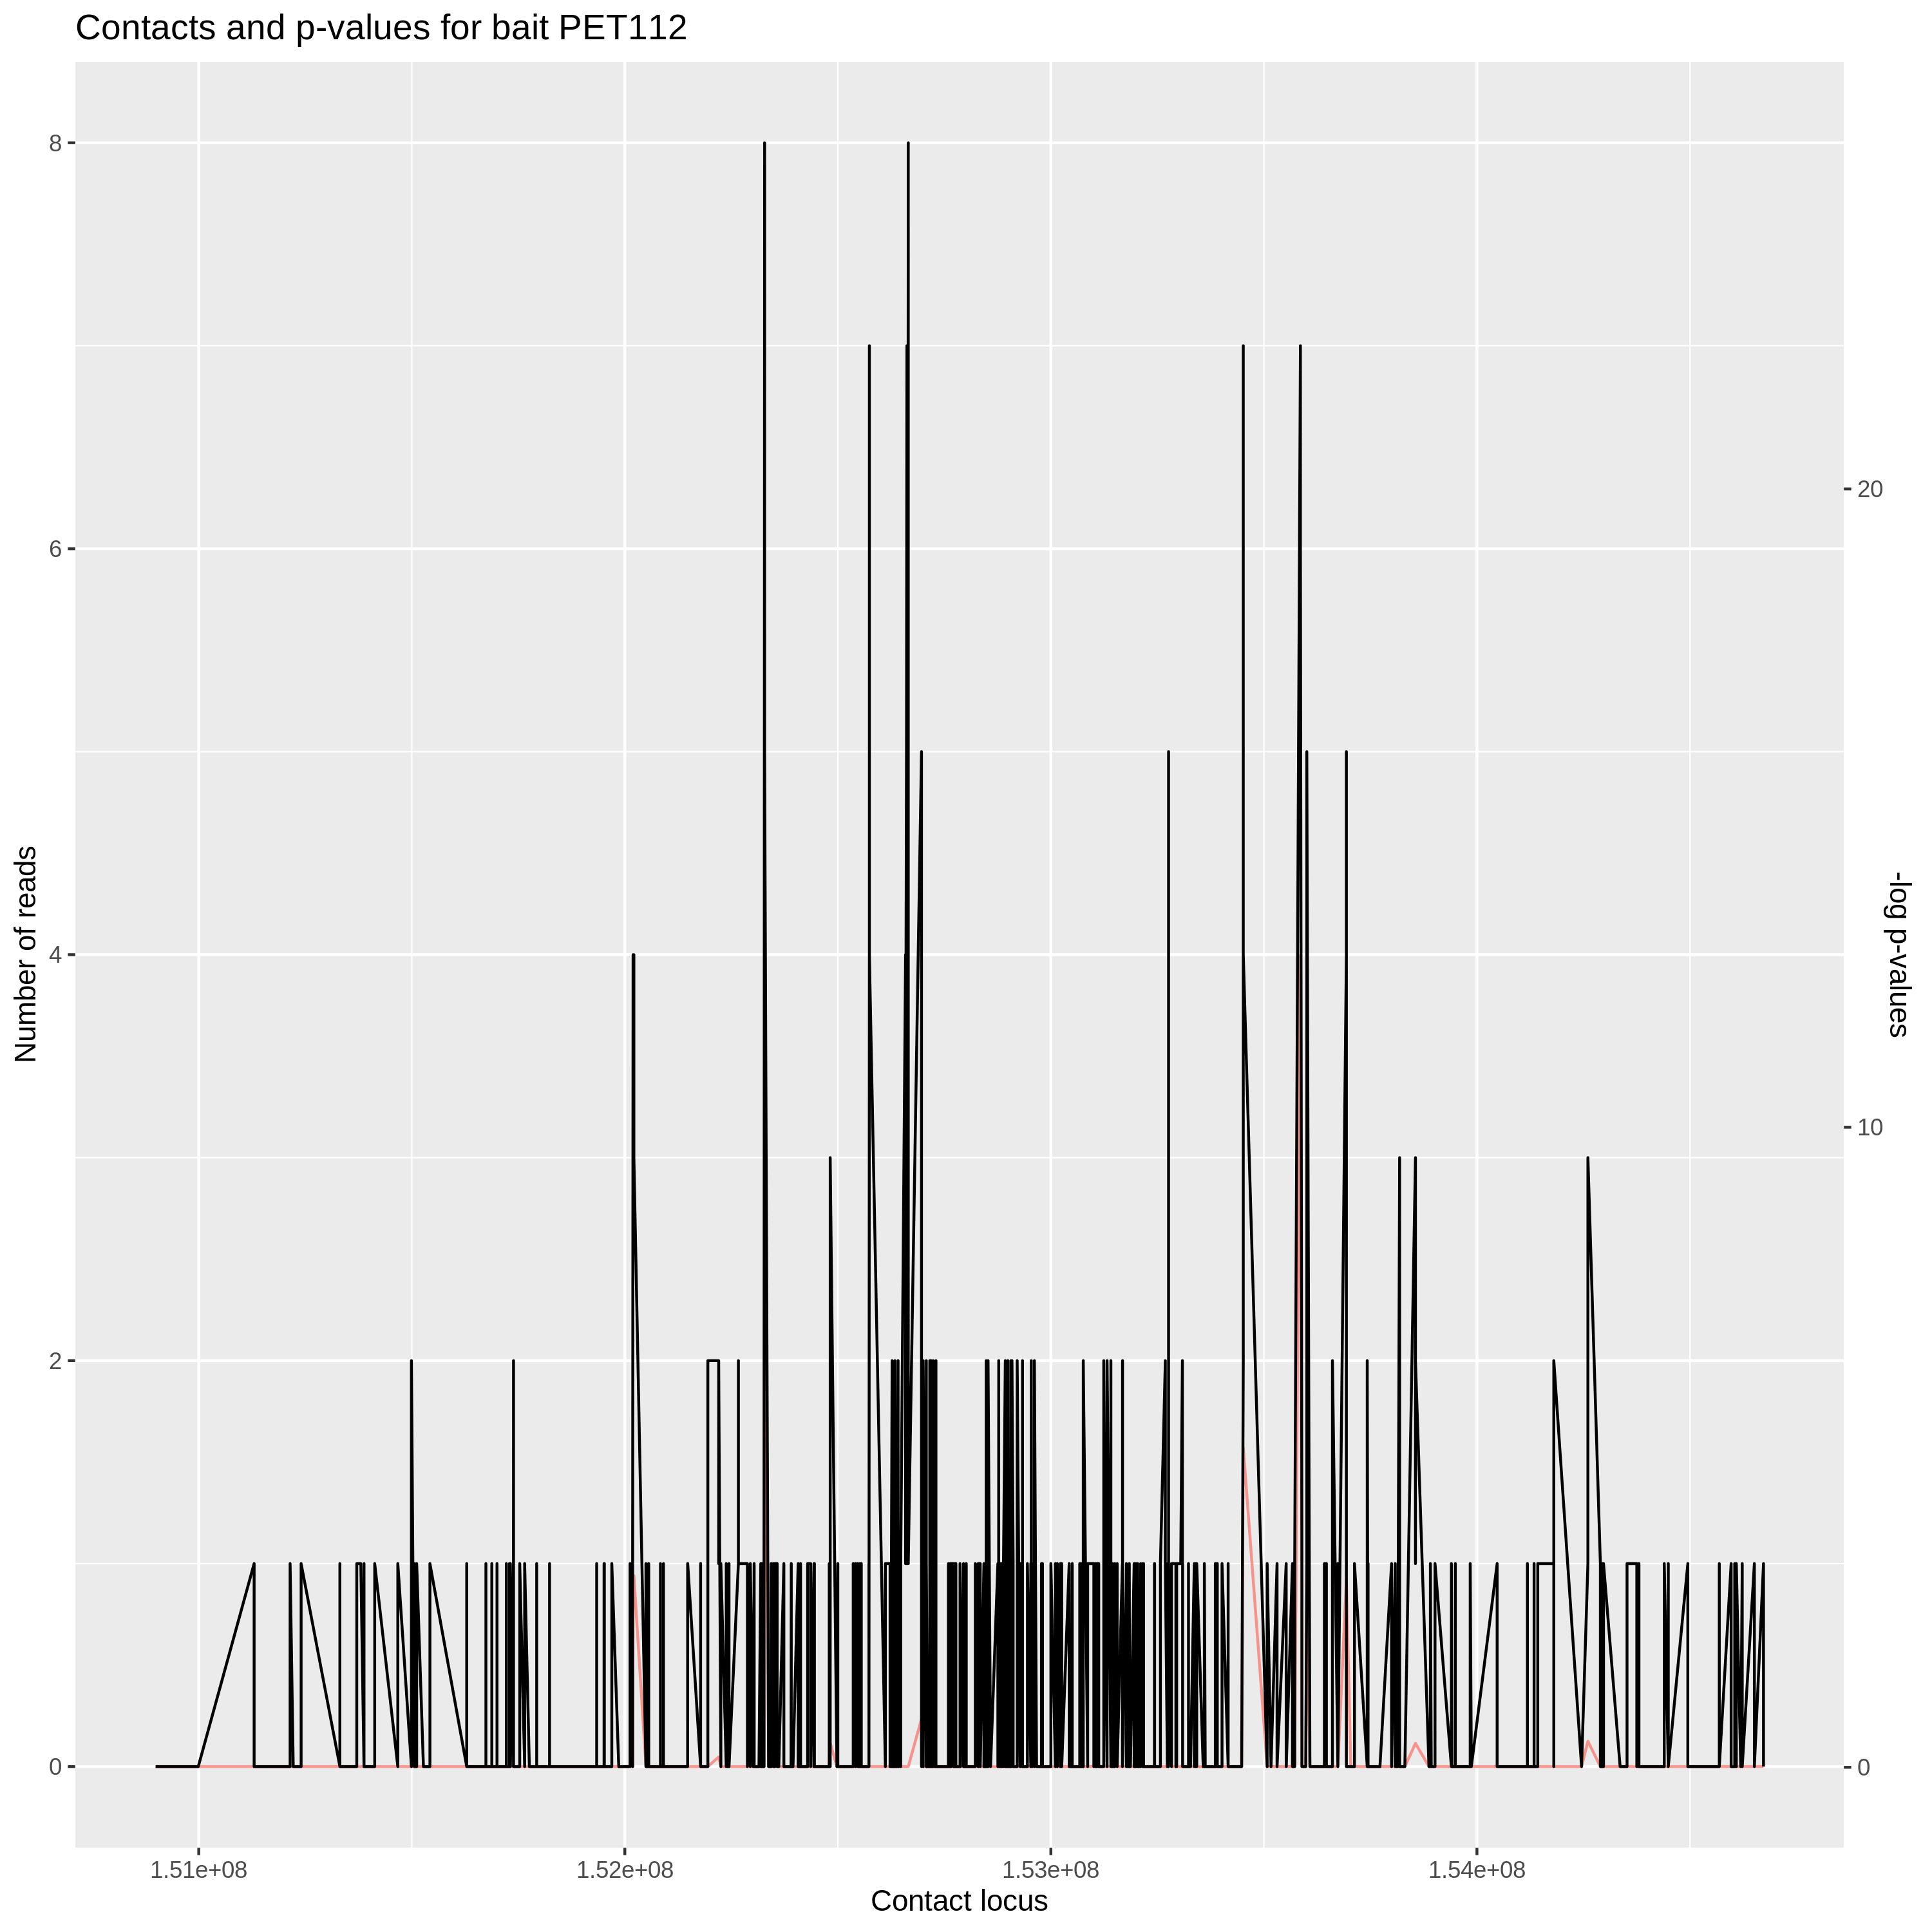 Contacts and p-values for bait PET112
8
6
4
2
0
20
10
0
Number of reads
-log p-values
1.51e+08 1.52e+08 1.53e+08 1.54e+08
Contact locus